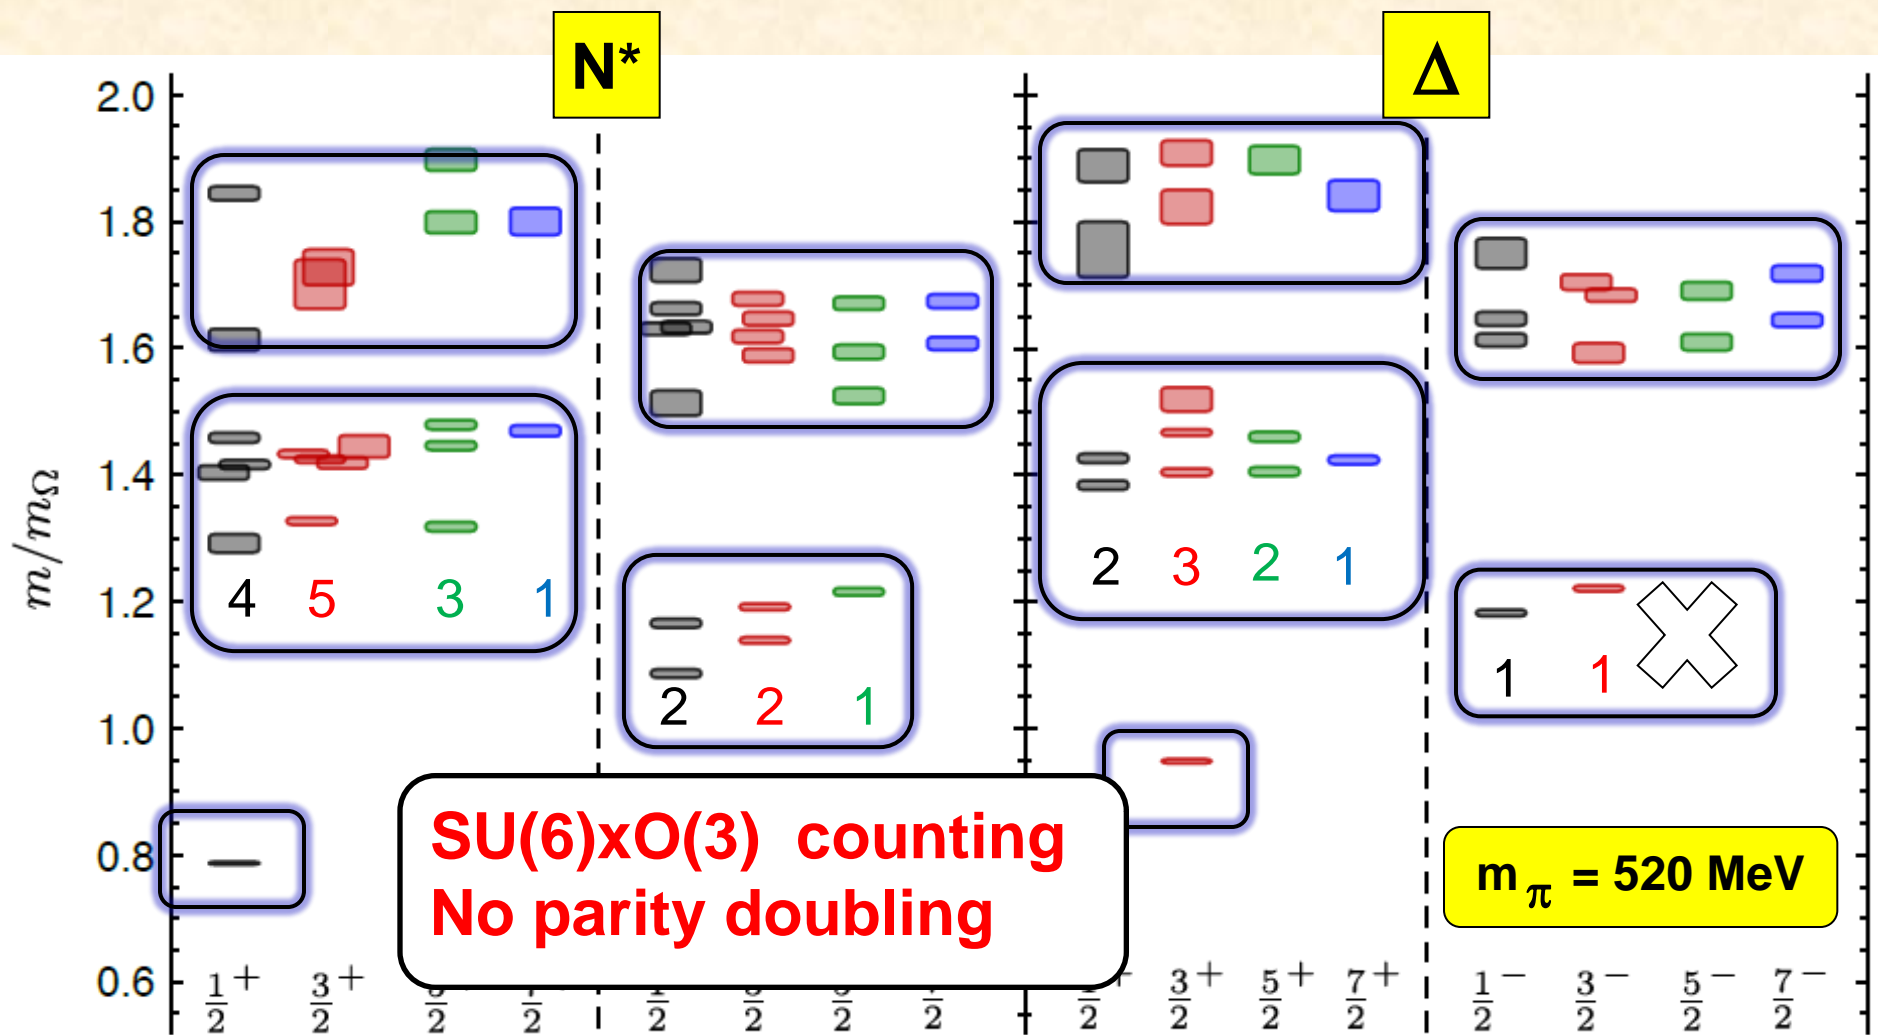 N*
Δ
2.0
1.8
1.6
1.4
1.2
1.0
0.8
0.6
m/mΩ
4 5 3 1
2 2 1
2 3 2 1
1 1
SU(6)xO(3) counting
No parity doubling
mπ = 520 MeV
1/2+ 3/2+
3/2+ 5/2+ 7/2+
1/2− 3/2− 5/2− 7/2−